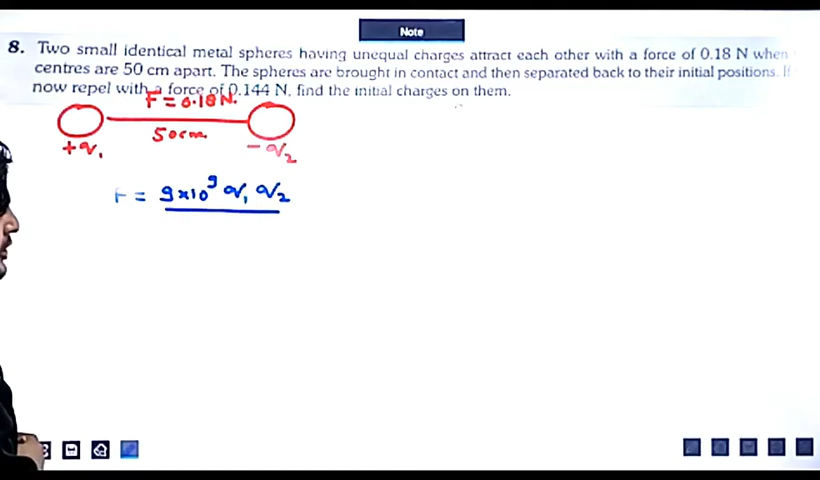 Note
8. Two small identical metal spheres having unequal charges attract each other with a force of 0.18 N when
centres are 50 cm apart. The spheres are brought in contact and then separated back to their initial positions. If
now repel with a force of 0.144 N, find the initial charges on them.
F = 0.18 N.
50cm
+q₁ -q₂
F = 9×10⁹ q₁ q₂